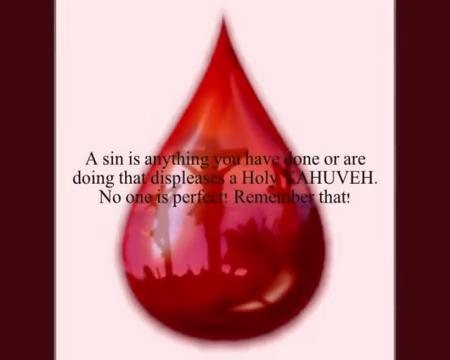 A sin is anything you have done or are
doing that displeases a Holy YAHUVEH.
No one is perfect! Remember that!